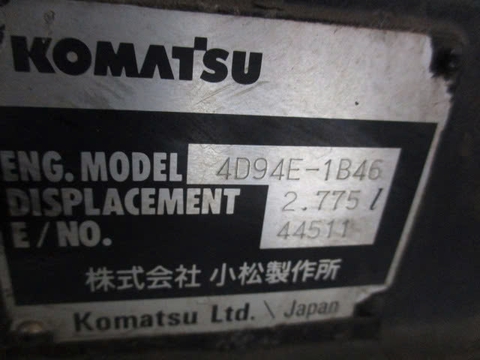 KOMATSU
ENG. MODEL 4D94E-1B46
DISPLACEMENT 2.775 l
E/NO. 44511
株式会社 小松製作所
Komatsu Ltd. \ Japan